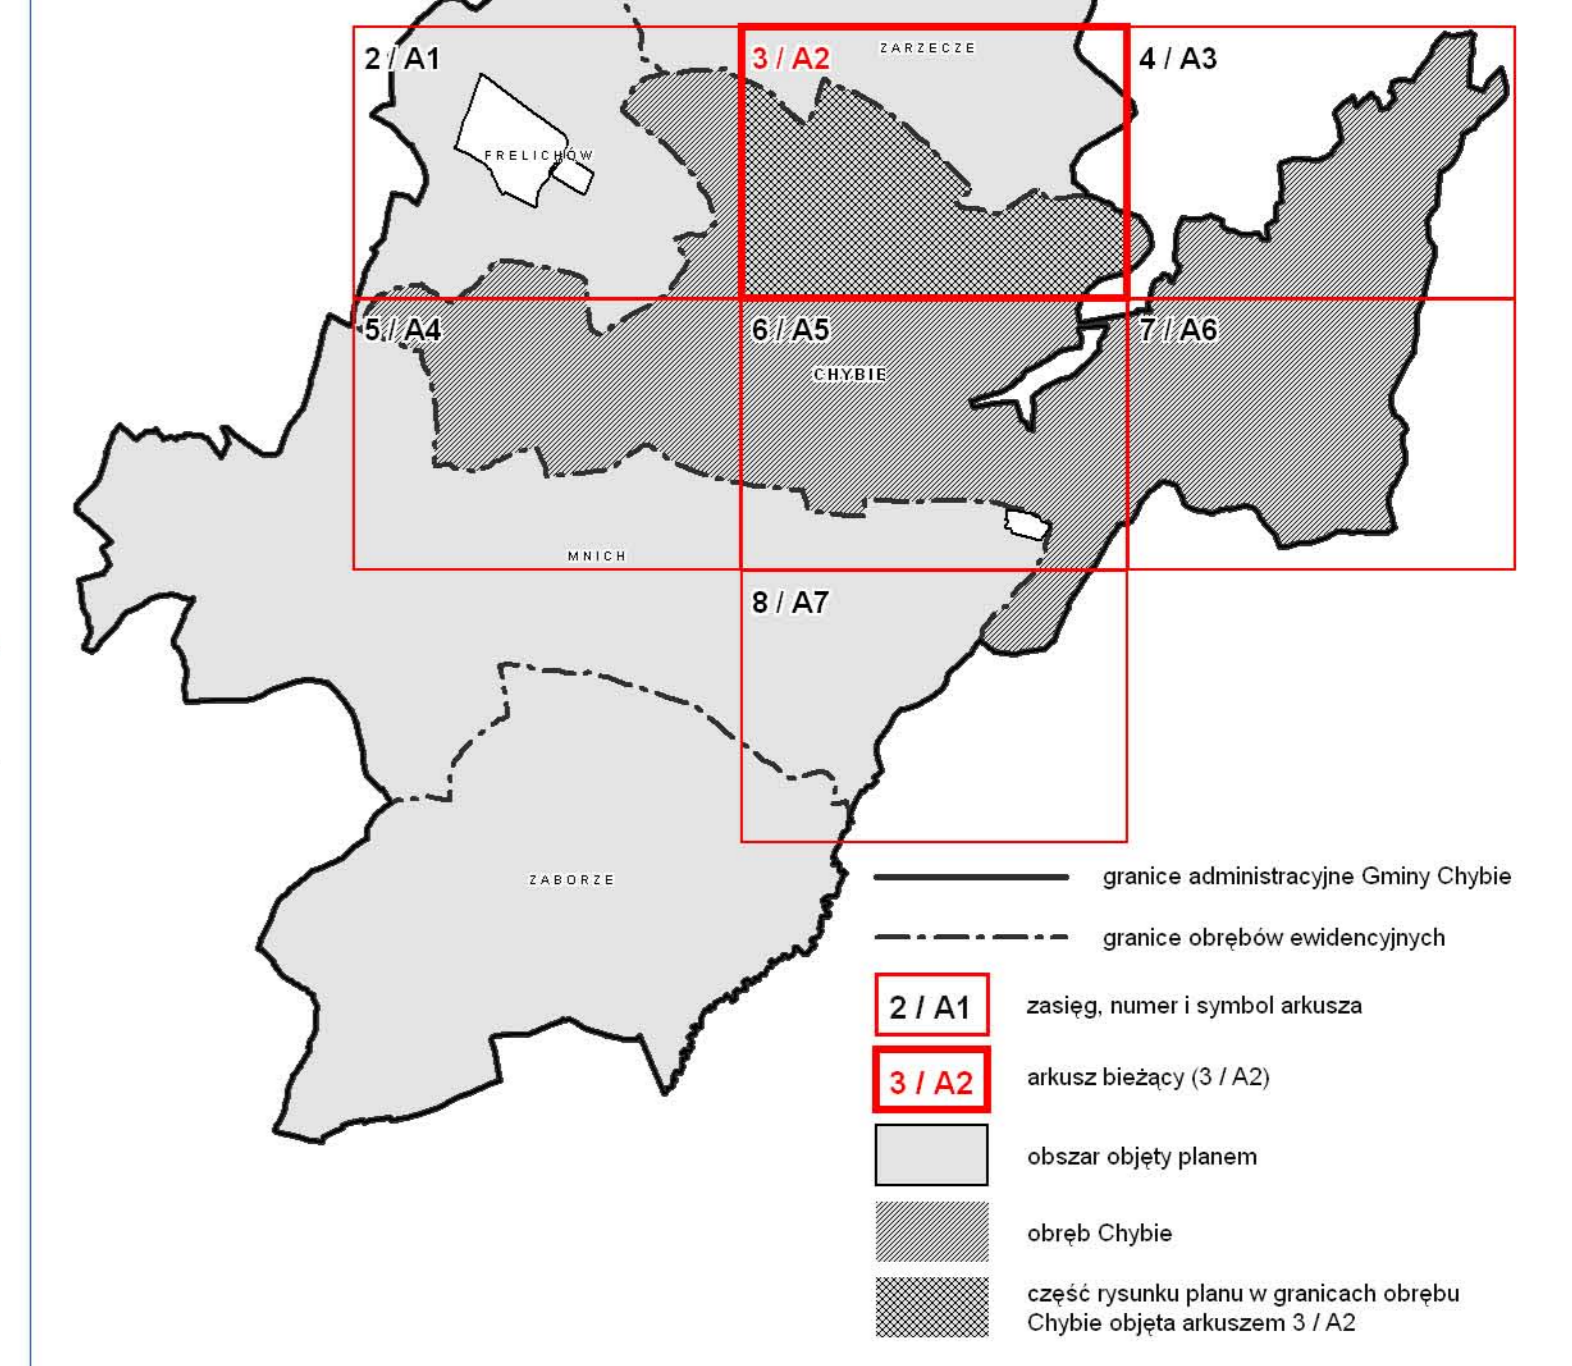 2 / A1
3 / A2
ZARZECZE
4 / A3
FRELICHÓW
5 / A4
6 / A5
7 / A6
CHYBIE
MNICH
8 / A7
ZABORZE
granice administracyjne Gminy Chybie
granice obrębów ewidencyjnych
2 / A1
zasięg, numer i symbol arkusza
3 / A2
arkusz bieżący (3 / A2)
obszar objęty planem
obręb Chybie
część rysunku planu w granicach obrębu
Chybie objęta arkuszem 3 / A2